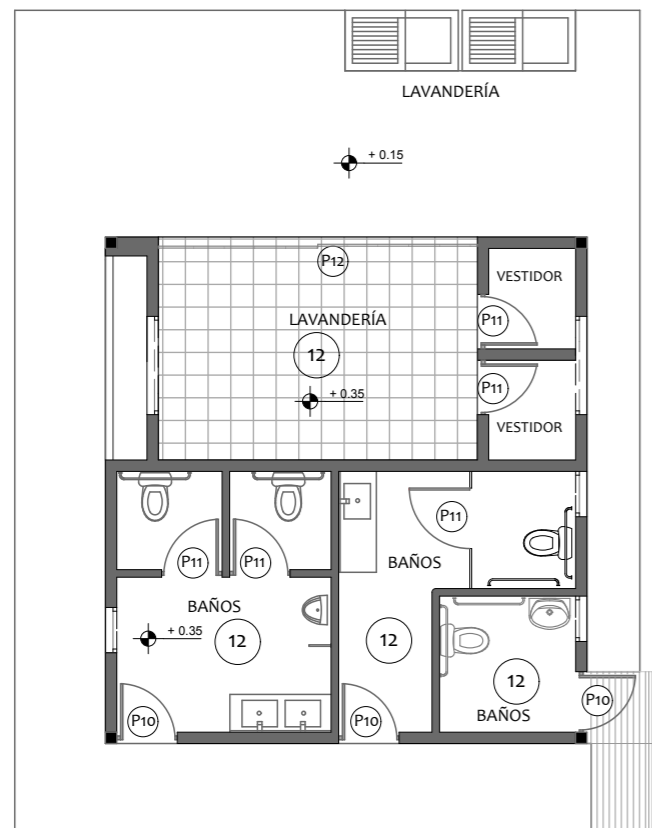 LAVANDERÍA
+ 0.15
P12
VESTIDOR
LAVANDERÍA
P11
12
P11
+ 0.35
VESTIDOR
P11
P11
P11
BAÑOS
BAÑOS
+ 0.35
12
12
12
BAÑOS
P10
P10
P10